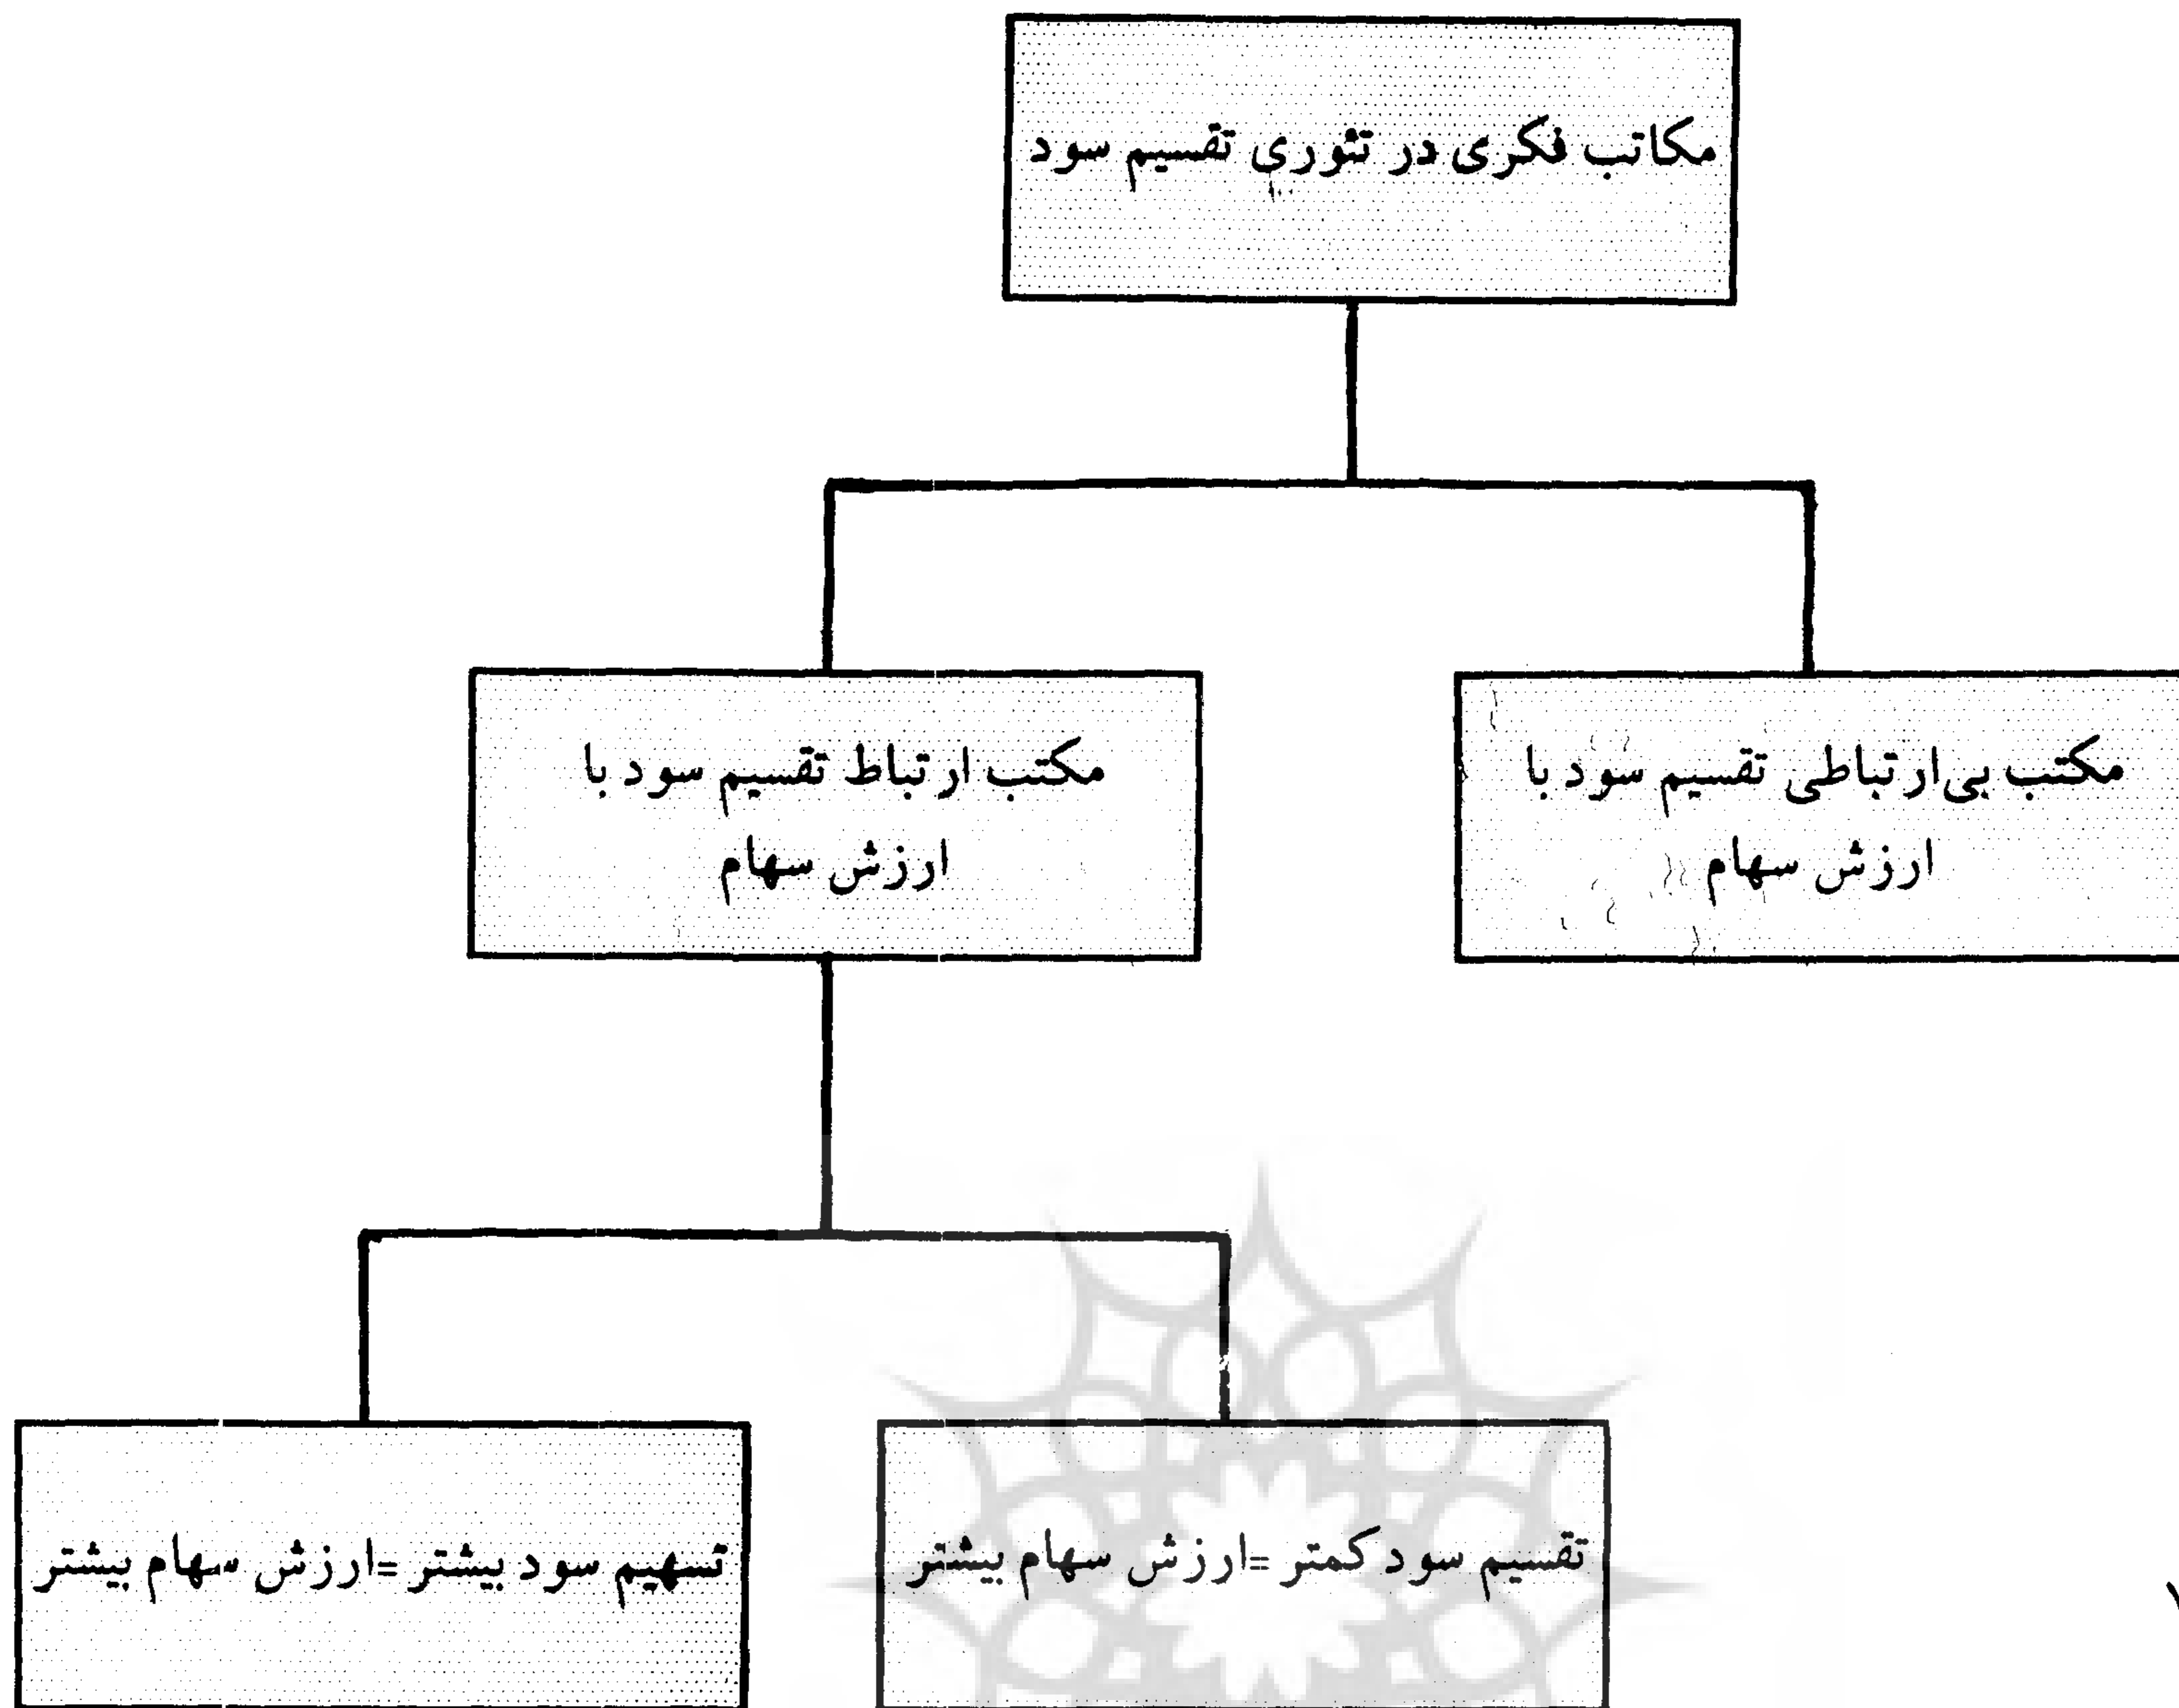 مکاتب فکری در تئوری تقسیم سود
مکتب بی‌ارتباطی تقسیم سود با
ارزش سهام
مکتب ارتباط تقسیم سود با
ارزش سهام
تقسیم سود کمتر =ارزش سهام بیشتر
تسهیم سود بیشتر =ارزش سهام بیشتر